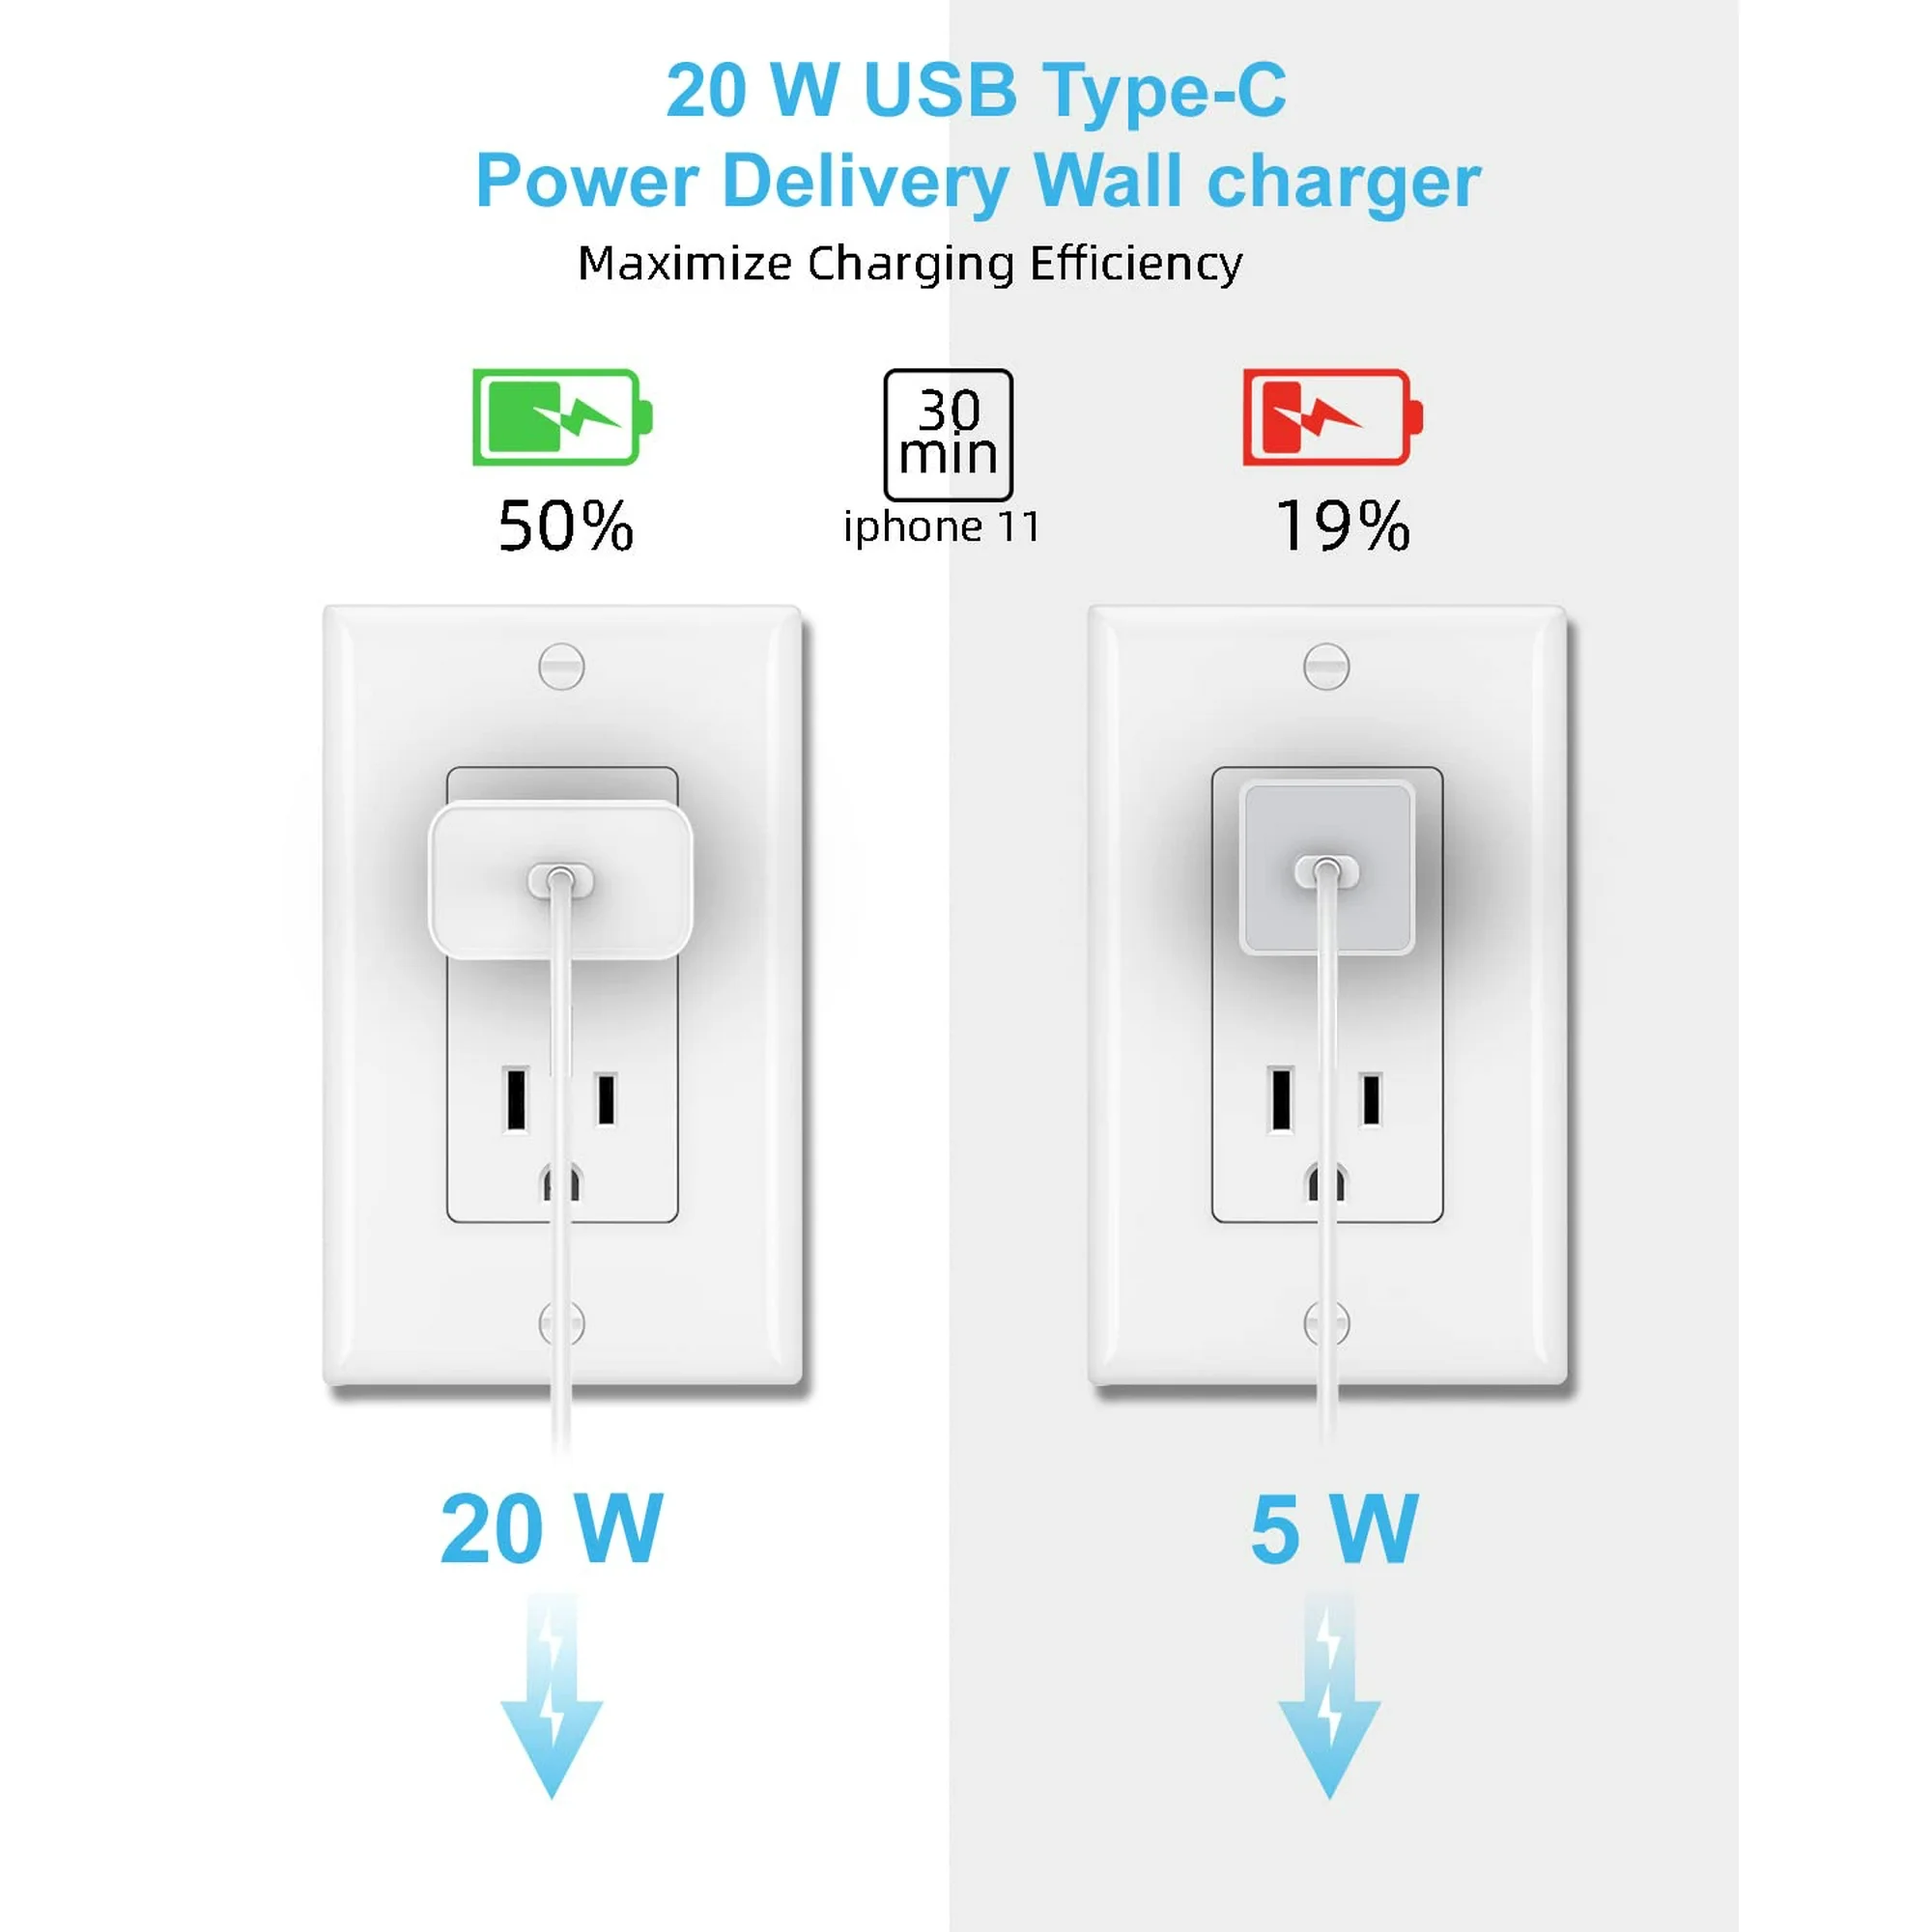 20 W USB Type-C
Power Delivery Wall charger
Maximize Charging Efficiency
30
min
50%
iphone 11
19%
20 W
5 W